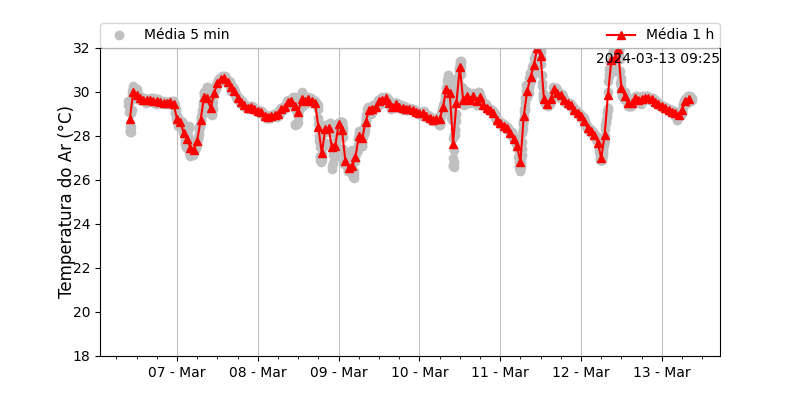 Média 5 min
Média 1 h
2024-03-13 09:25
Temperatura do Ar (°C)
32
30
28
26
24
22
20
18
07 - Mar
08 - Mar
09 - Mar
10 - Mar
11 - Mar
12 - Mar
13 - Mar